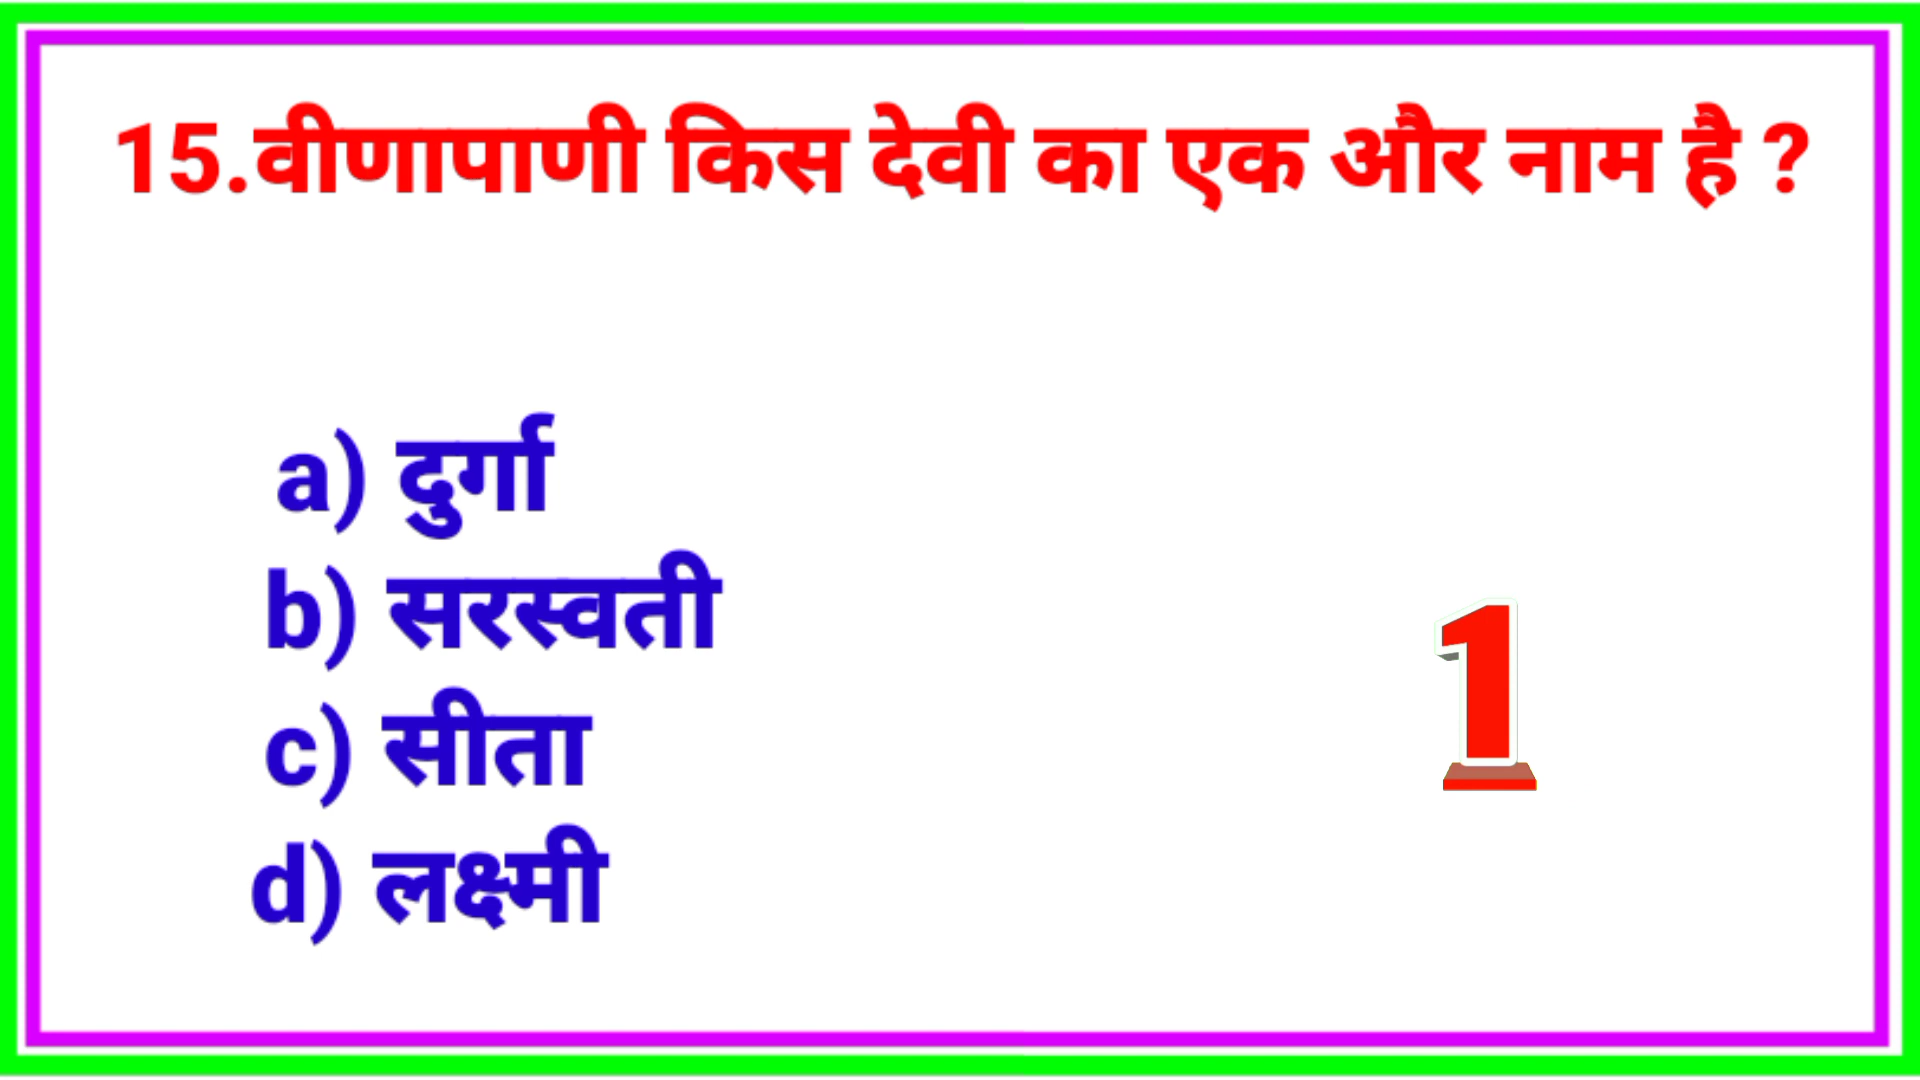 15.वीणापाणी किस देवी का एक और नाम है ?
a) दुर्गा
b) सरस्वती
c) सीता
d) लक्ष्मी
1